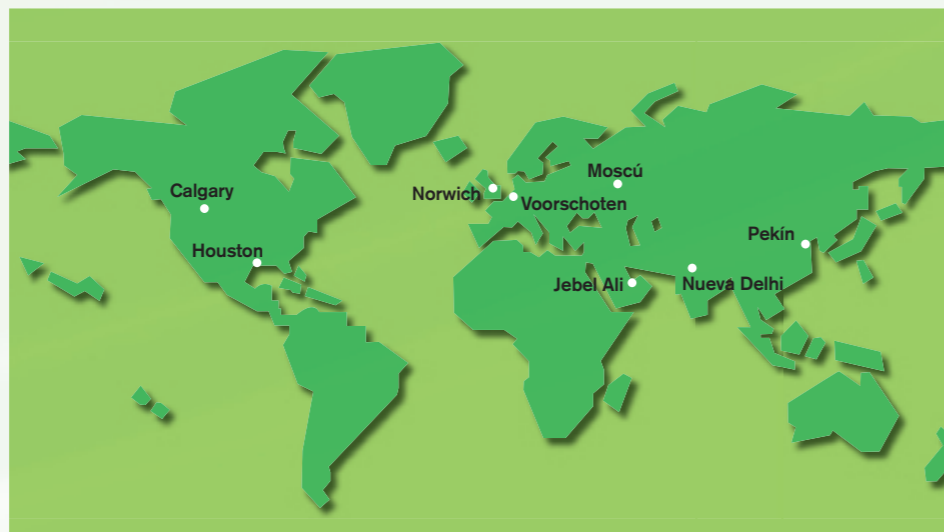 Calgary
Houston
Norwich
Voorschoten
Moscú
Jebel Ali
Nueva Delhi
Pekín